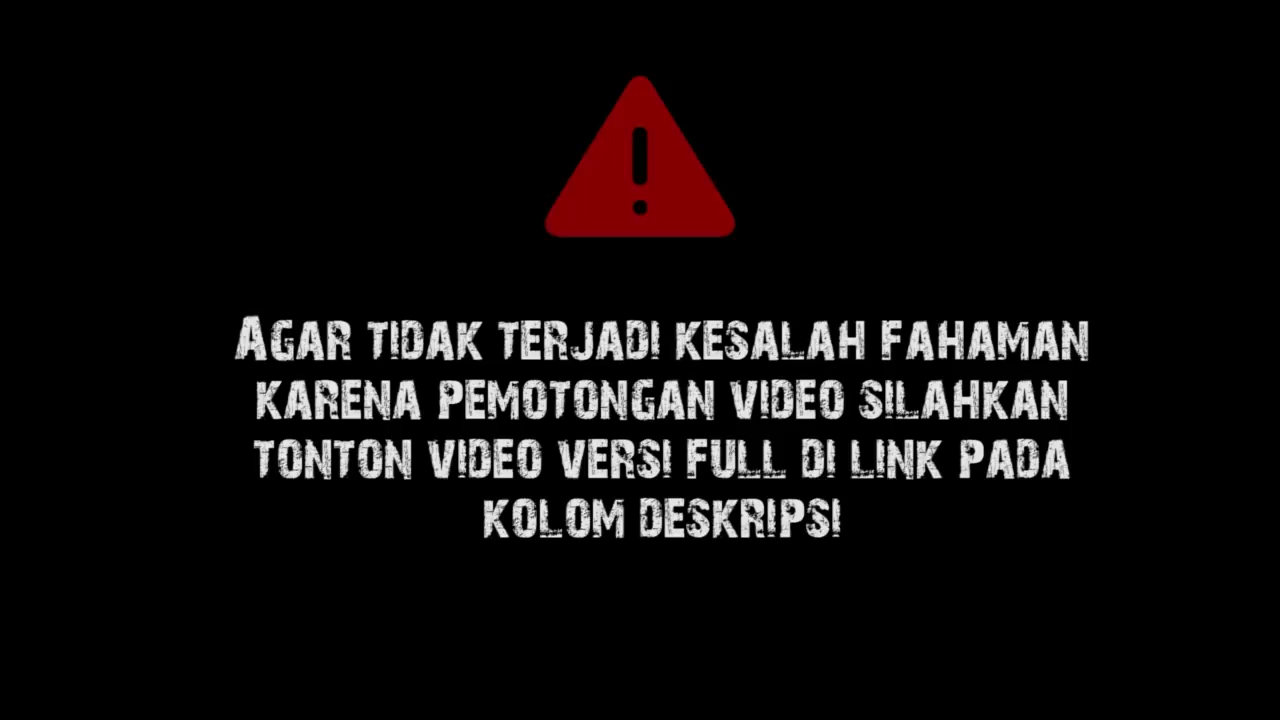 Agar tidak terjadi kesalah fahaman
karena pemotongan video silahkan
tonton video versi full di link pada
kolom deskripsi